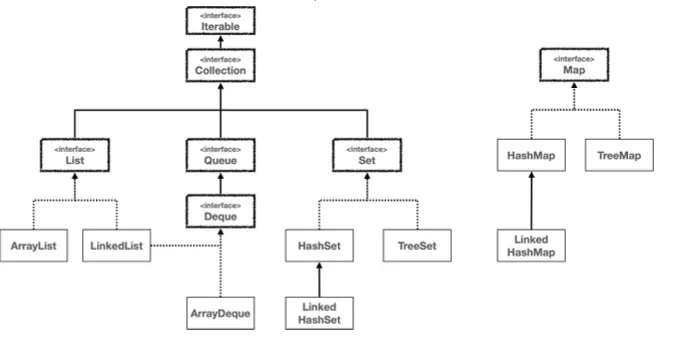 <interface>
Iterable
<interface>
Collection
<interface>
Map
<interface>
List
<interface>
Queue
<interface>
Set
HashMap
TreeMap
<interface>
Deque
ArrayList
LinkedList
HashSet
TreeSet
Linked
HashMap
ArrayDeque
Linked
HashSet